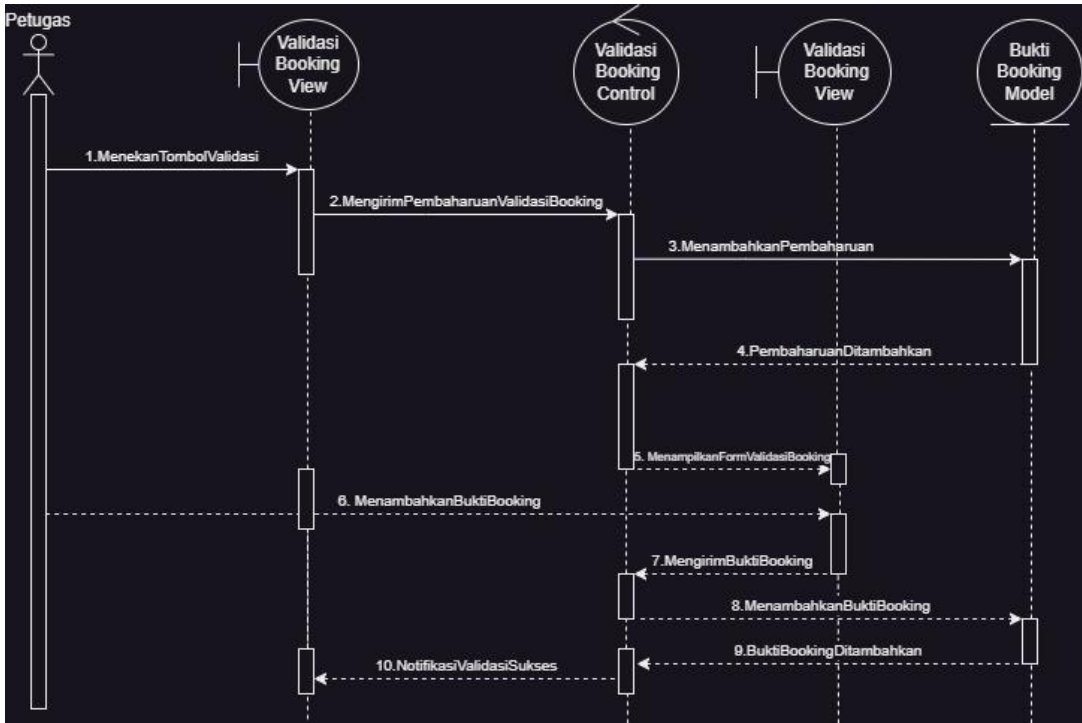 Petugas
Validasi
Booking
View
Validasi
Booking
Control
Validasi
Booking
View
Bukti
Booking
Model
1.MenekanTombolValidasi
2.MengirimPembaharuanValidasiBooking
3.MenambahkanPembaharuan
4.PembaharuanDitambahkan
5. MenampilkanFormValidasiBooking
6. MenambahkanBuktiBooking
7.MengirimBuktiBooking
8.MenambahkanBuktiBooking
9.BuktiBookingDitambahkan
10.NotifikasiValidasiSukses